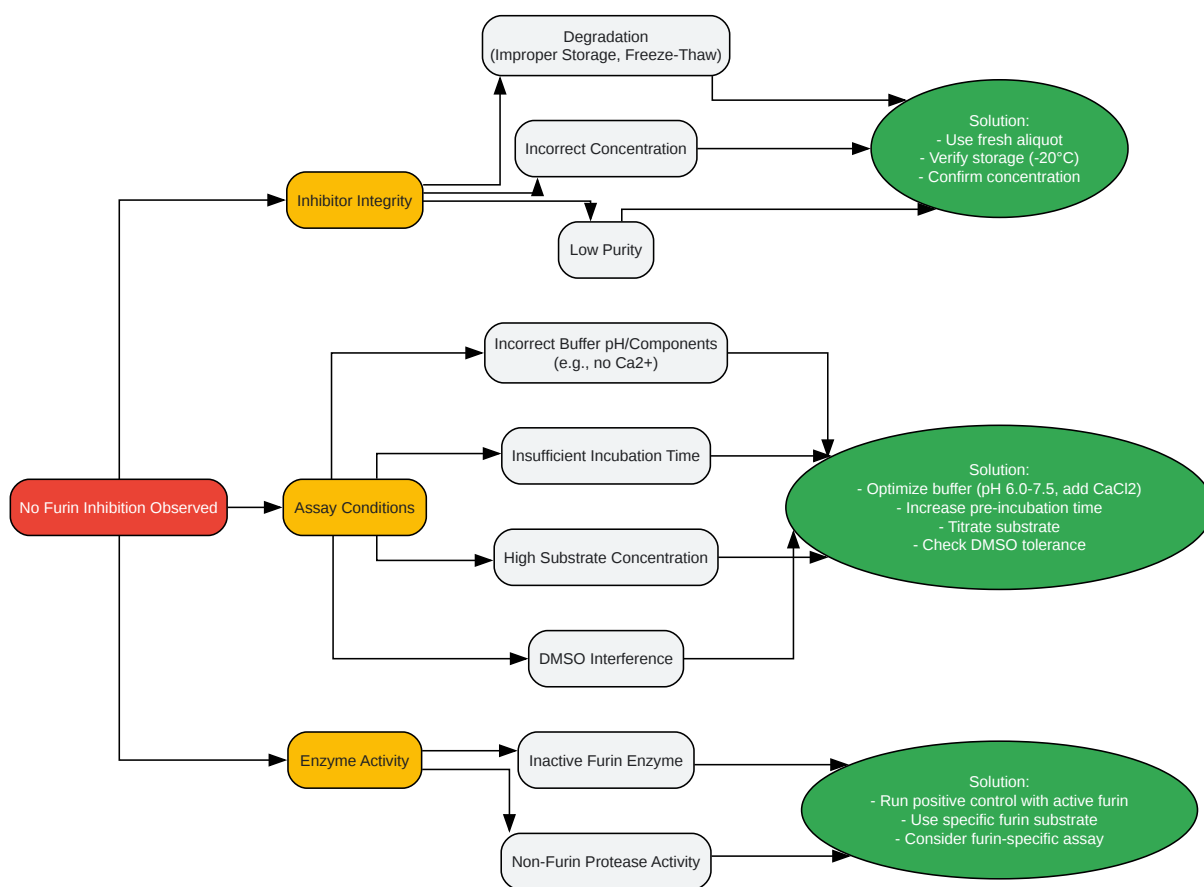 Degradation
(Improper Storage, Freeze-Thaw)
Incorrect Concentration
Low Purity
Inhibitor Integrity
Solution:
- Use fresh aliquot
- Verify storage (-20°C)
- Confirm concentration
No Furin Inhibition Observed
Assay Conditions
Incorrect Buffer pH/Components
(e.g., no Ca2+)
Insufficient Incubation Time
High Substrate Concentration
DMSO Interference
Solution:
- Optimize buffer (pH 6.0-7.5, add CaCl2)
- Increase pre-incubation time
- Titrate substrate
- Check DMSO tolerance
Enzyme Activity
Inactive Furin Enzyme
Non-Furin Protease Activity
Solution:
- Run positive control with active furin
- Use specific furin substrate
- Consider furin-specific assay